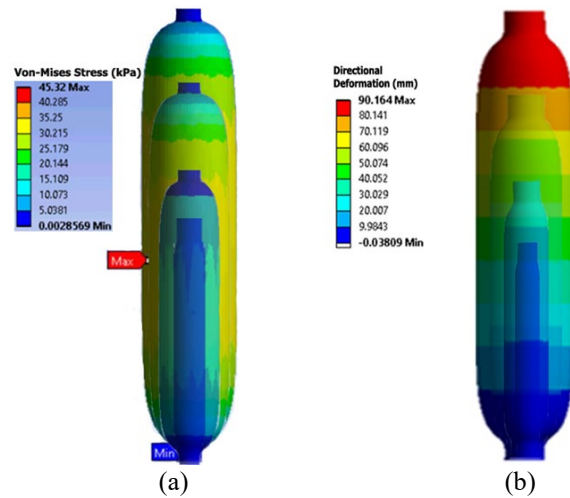 Von-Mises Stress (kPa)
45.32 Max
40.285
35.25
30.215
25.179
20.144
15.109
10.073
5.0381
0.0028569 Min
Max
Min
(a)
Directional
Deformation (mm)
90.164 Max
80.141
70.119
60.096
50.074
40.052
30.029
20.007
9.9843
-0.03809 Min
(b)